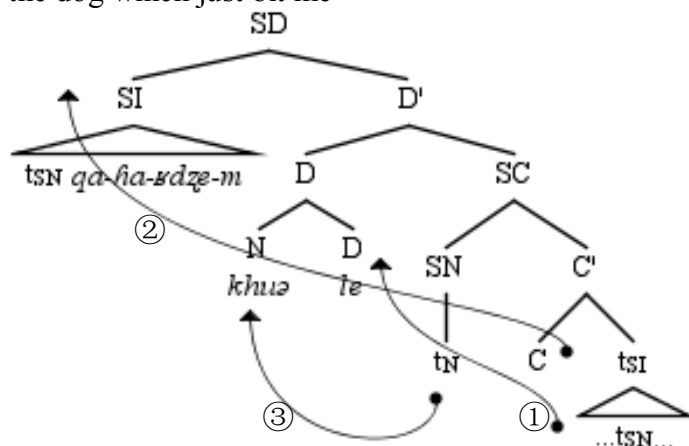 the dog which just bit me
SD
SI D'
tSN qa-ɦa-ʁdʐe-m D SC
②
N D SN C'
khuə le
tN C tSI
③ ①
...tSN...